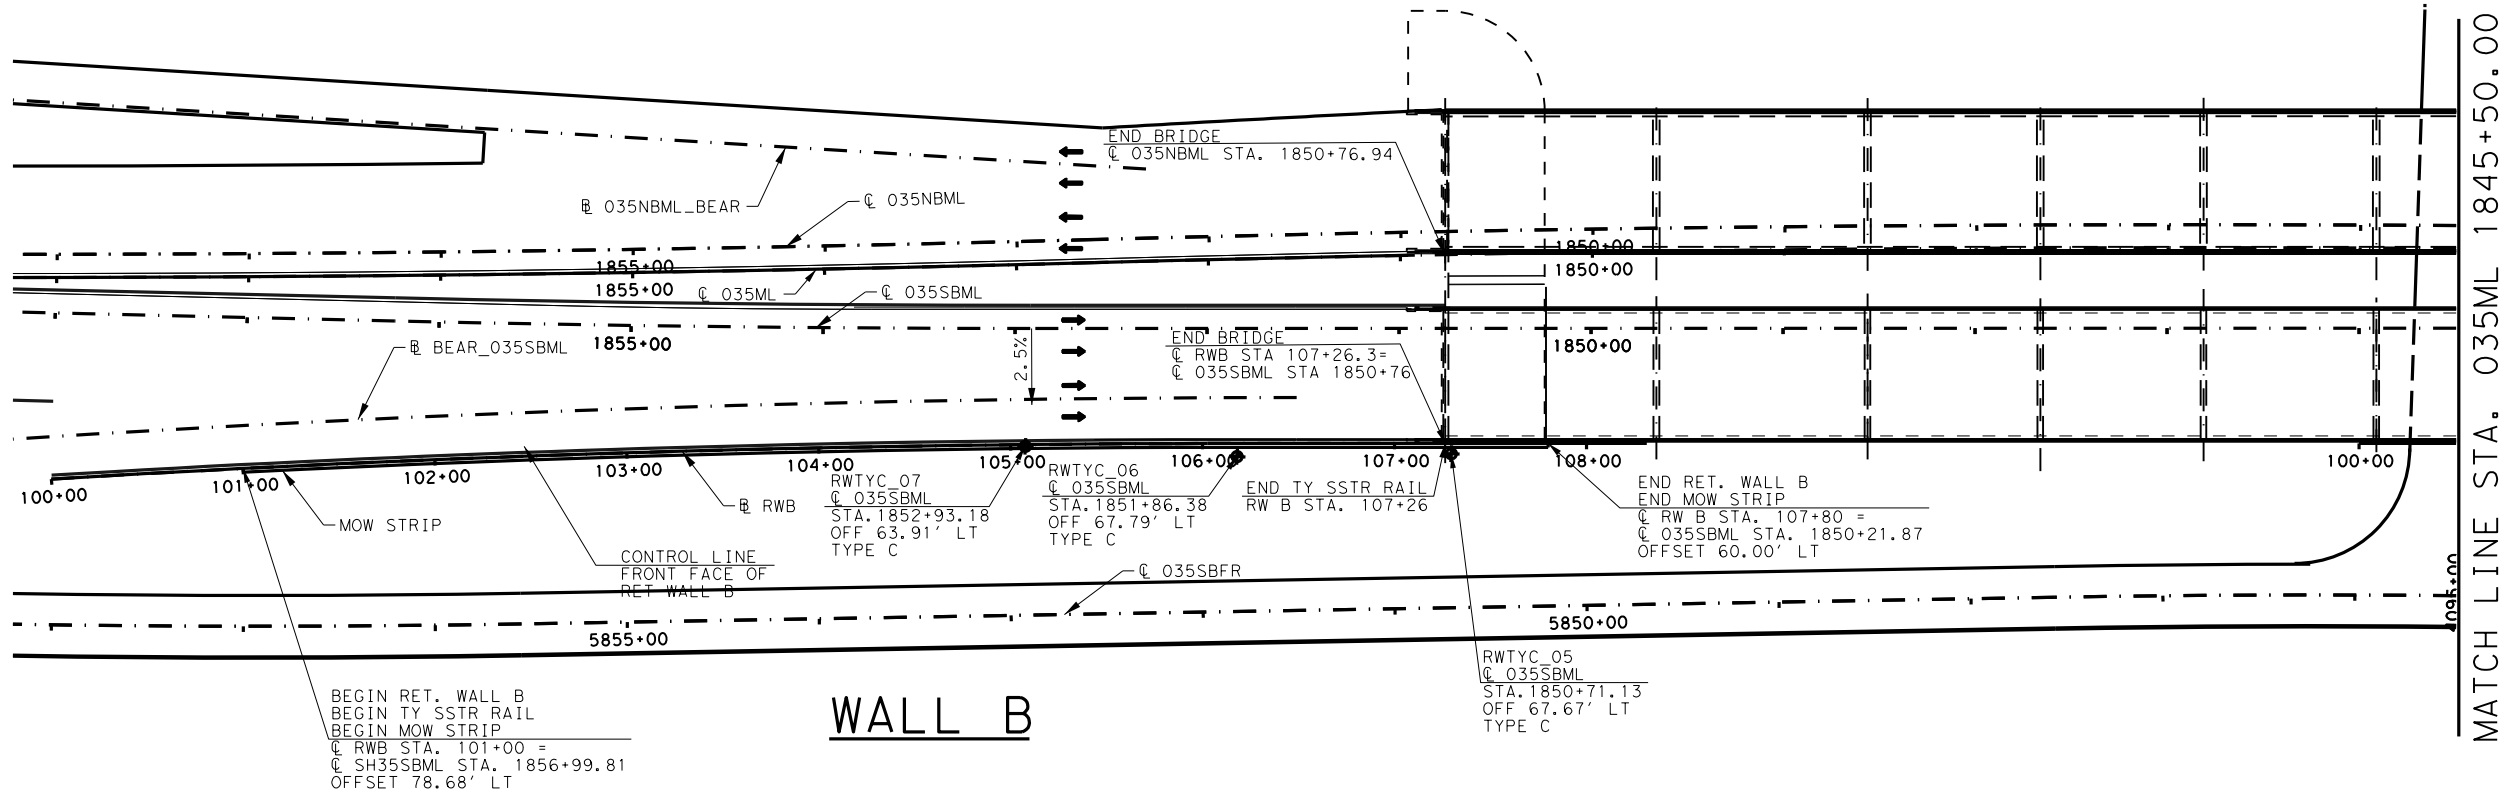 END BRIDGE
℄ 035NBML STA. 1850+76.94
℄ 035NBML
B 035NBML_BEAR
1850+00
1855+00
1850+00
1855+00
℄ 035ML
℄ 035SBML
1855+00
1850+00
B BEAR_035SBML
2.5%
END BRIDGE
℄ RWB STA 107+26.3=
℄ 035SBML STA 1850+76
100+00
101+00
102+00
103+00
104+00
105+00
106+00
107+00
108+00
100+00
MOW STRIP
B RWB
RWTYC_07
℄ 035SBML
STA.1852+93.18
OFF 63.91' LT
TYPE C
RWTYC_06
℄ 035SBML
STA.1851+86.38
OFF 67.79' LT
TYPE C
END TY SSTR RAIL
RW B STA. 107+26
END RET. WALL B
END MOW STRIP
℄ RW B STA. 107+80 =
℄ 035SBML STA. 1850+21.87
OFFSET 60.00' LT
CONTROL LINE
FRONT FACE OF
RET WALL B
℄ 035SBFR
5855+00
5850+00
RWTYC_05
℄ 035SBML
STA.1850+71.13
OFF 67.67' LT
TYPE C
BEGIN RET. WALL B
BEGIN TY SSTR RAIL
BEGIN MOW STRIP
℄ RWB STA. 101+00 =
℄ SH35SBML STA. 1856+99.81
OFFSET 78.68' LT
WALL B
MATCH LINE STA. 035ML 1845+50.00